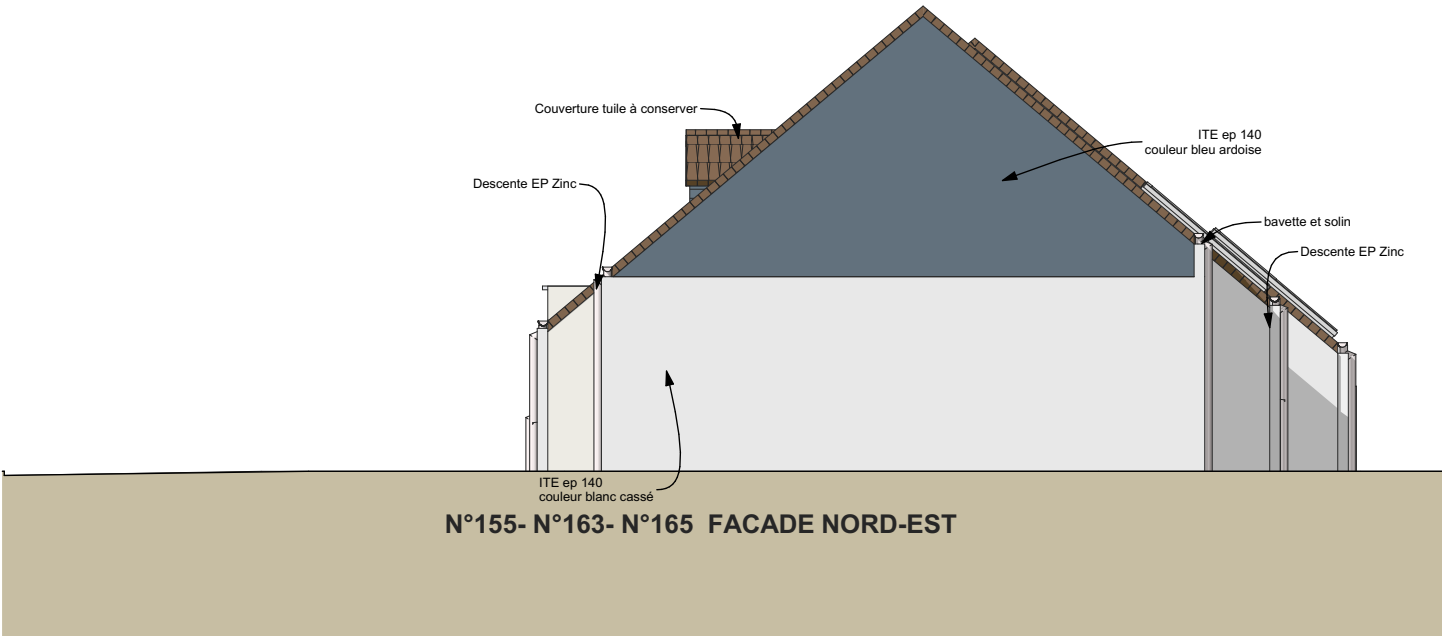 Couverture tuile à conserver
ITE ep 140
couleur bleu ardoise
Descente EP Zinc
bavette et solin
Descente EP Zinc
ITE ep 140
couleur blanc cassé
N°155- N°163- N°165 FACADE NORD-EST